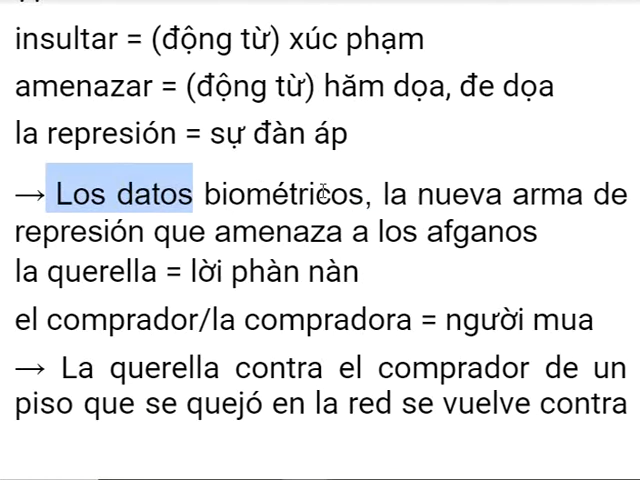 insultar = (động từ) xúc phạm
amenazar = (động từ) hăm dọa, đe dọa
la represión = sự đàn áp
→ Los datos biométricos, la nueva arma de
represión que amenaza a los afganos
la querella = lời phàn nàn
el comprador/la compradora = người mua
→ La querella contra el comprador de un
piso que se quejó en la red se vuelve contra